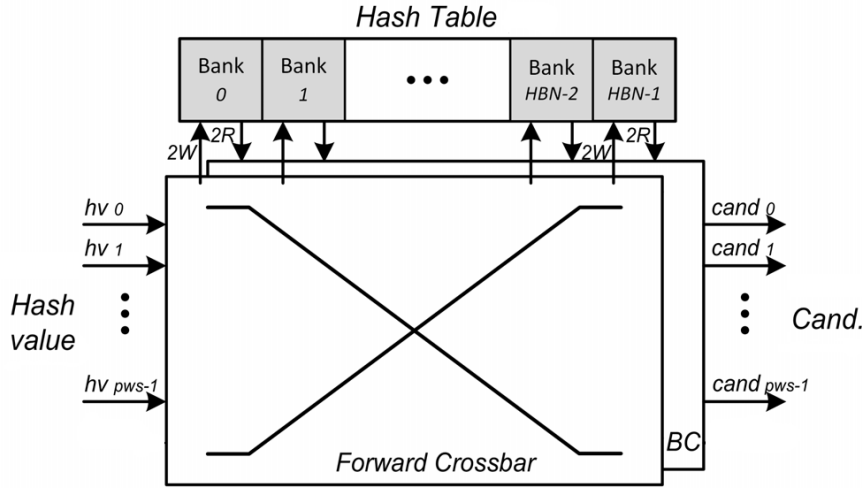 Hash Table
Bank 0
Bank 1
•••
Bank HBN-2
Bank HBN-1
2W
2R
2W
2R
hv 0
hv 1
Hash value
hv pws-1
cand 0
cand 1
Cand.
cand pws-1
Forward Crossbar
BC